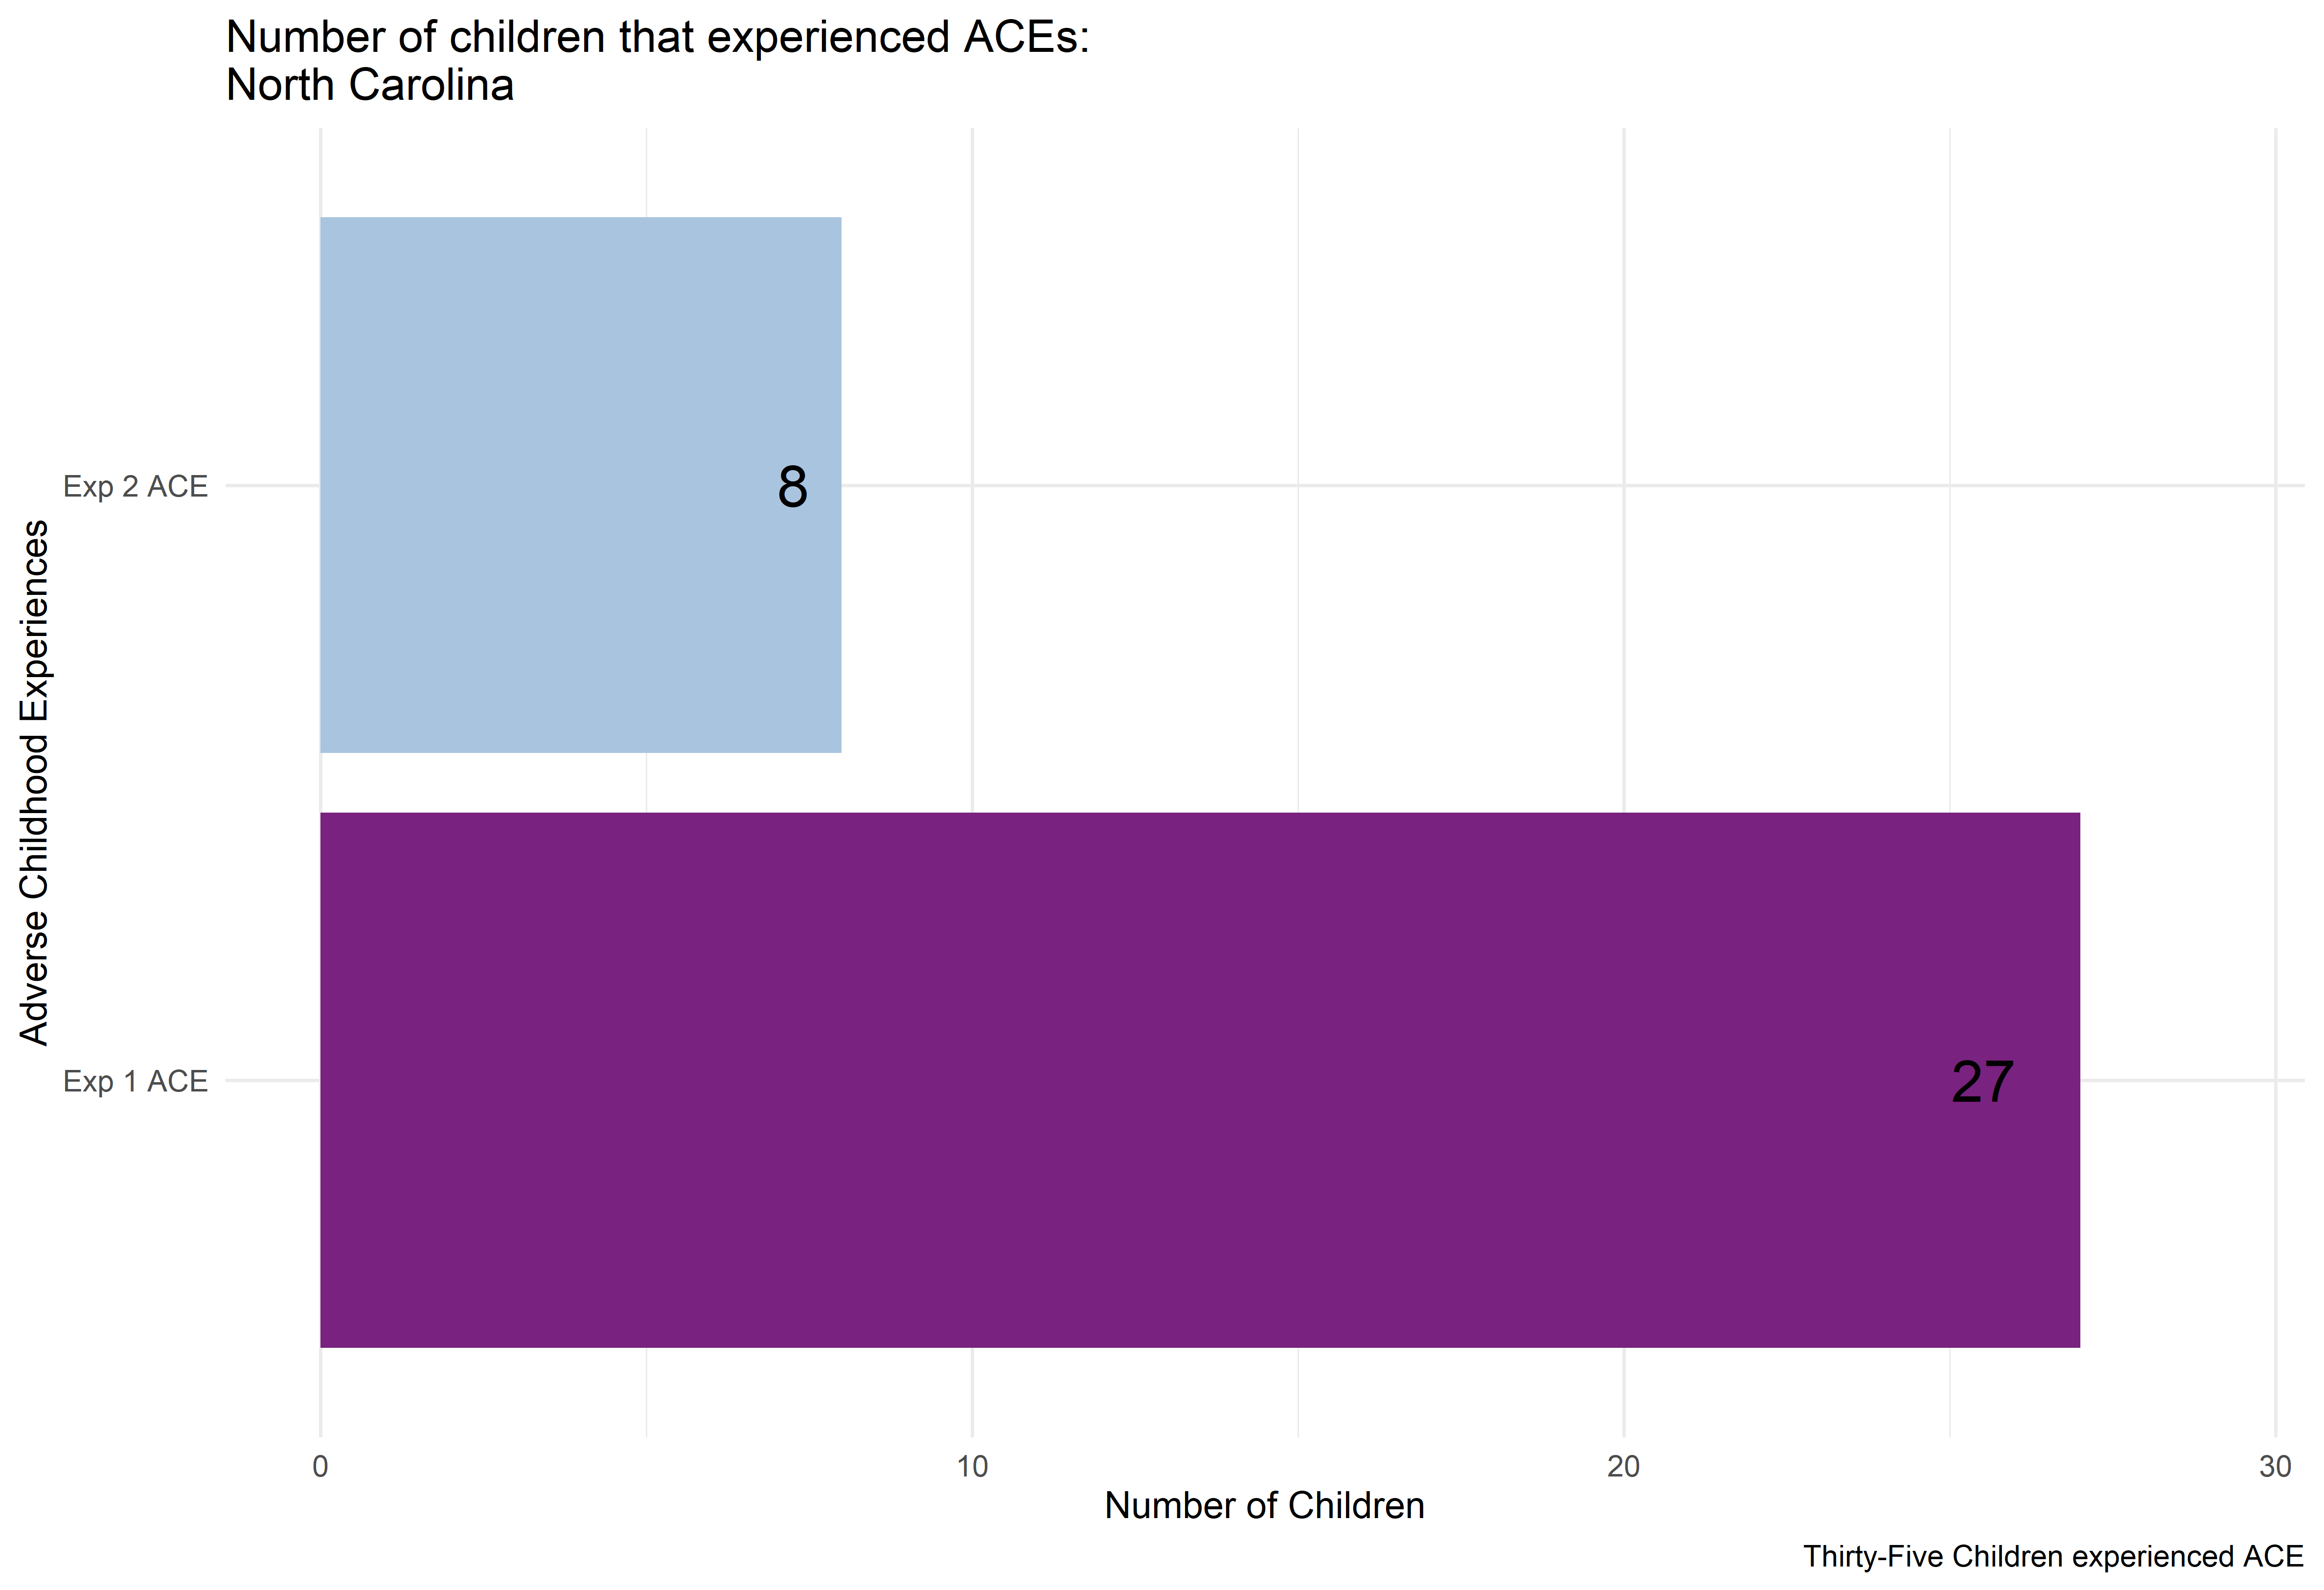 Number of children that experienced ACEs:
North Carolina
Adverse Childhood Experiences
Exp 2 ACE
8
Exp 1 ACE
27
0
10
20
30
Number of Children
Thirty-Five Children experienced ACE